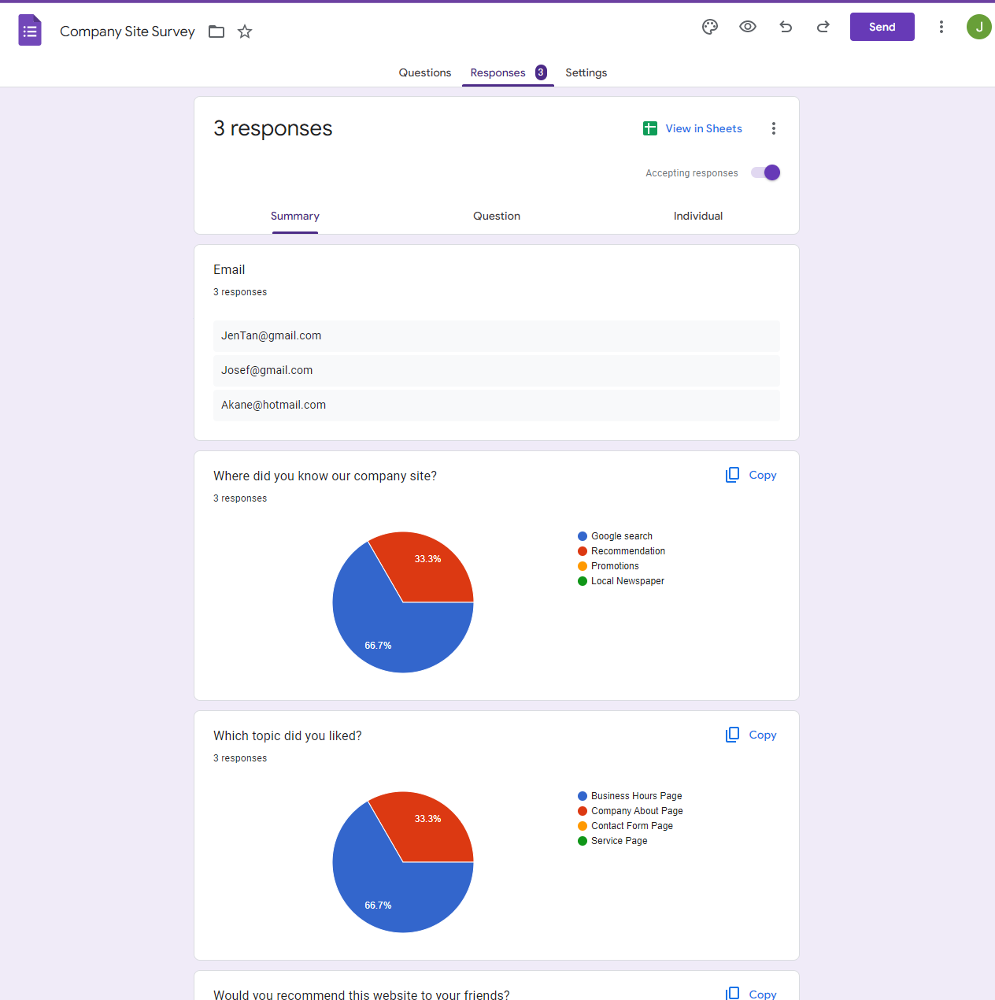 Company Site Survey
Send
J
Questions
Responses 3
Settings
3 responses
View in Sheets
Accepting responses
Summary
Question
Individual
Email
3 responses
JenTan@gmail.com
Josef@gmail.com
Akane@hotmail.com
Where did you know our company site?
Copy
3 responses
33.3%
66.7%
Google search
Recommendation
Promotions
Local Newspaper
Which topic did you liked?
Copy
3 responses
33.3%
66.7%
Business Hours Page
Company About Page
Contact Form Page
Service Page
Would you recommend this website to your friends?
Copy